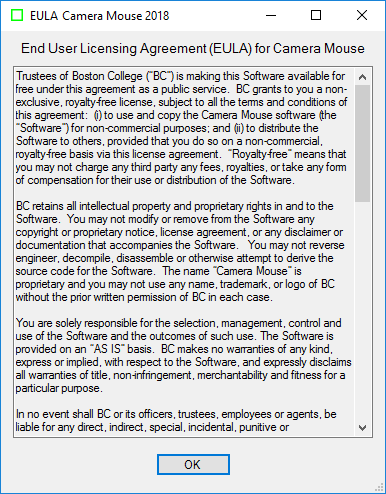 EULA Camera Mouse 2018
End User Licensing Agreement (EULA) for Camera Mouse
Trustees of Boston College ("BC") is making this Software available for
free under this agreement as a public service.  BC grants to you a non-
exclusive, royalty-free license, subject to all the terms and conditions of
this agreement:  (i) to use and copy the Camera Mouse software (the
"Software") for non-commercial purposes; and (ii) to distribute the
Software to others, provided that you do so on a non-commercial,
royalty-free basis via this license agreement.  "Royalty-free" means that
you may not charge any third party any fees, royalties, or take any form
of compensation for their use or distribution of the Software.
BC retains all intellectual property and proprietary rights in and to the
Software.  You may not modify or remove from the Software any
copyright or proprietary notice, license agreement, or any disclaimer or
documentation that accompanies the Software.   You may not reverse
engineer, decompile, disassemble or otherwise attempt to derive the
source code for the Software.  The name "Camera Mouse" is
proprietary and you may not use any name, trademark, or logo of BC
without the prior written permission of BC in each case.
You are solely responsible for the selection, management, control and
use of the Software and the outcomes of such use. The Software is
provided on an "AS IS" basis.  BC makes no warranties of any kind,
express or implied, with respect to the Software, and expressly disclaims
all warranties of title, non-infringement, merchantability and fitness for a
particular purpose.
In no event shall BC or its officers, trustees, employees or agents, be
liable for any direct, indirect, special, incidental, punitive or
OK